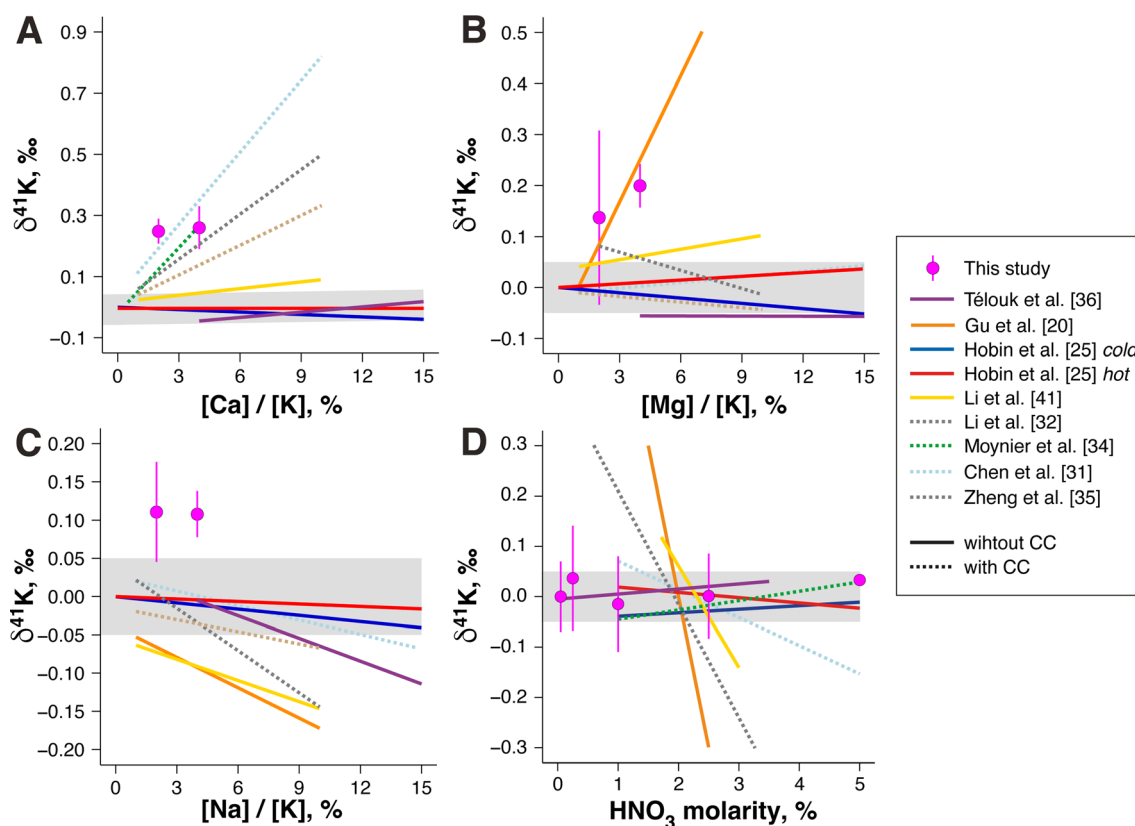 A
0.9
0.7
0.5
0.3
0.1
−0.1
δ⁴¹K, ‰
0 3 6 9 12 15
[Ca] / [K], %
B
0.5
0.4
0.3
0.2
0.1
0.0
−0.1
δ⁴¹K, ‰
0 3 6 9 12 15
[Mg] / [K], %
C
0.20
0.15
0.10
0.05
0.00
−0.05
−0.10
−0.15
−0.20
δ⁴¹K, ‰
0 3 6 9 12 15
[Na] / [K], %
D
0.3
0.2
0.1
0.0
−0.1
−0.2
−0.3
δ⁴¹K, ‰
0 1 2 3 4 5
HNO₃ molarity, %
This study
Télouk et al. [36]
Gu et al. [20]
Hobin et al. [25] cold
Hobin et al. [25] hot
Li et al. [41]
Li et al. [32]
Moynier et al. [34]
Chen et al. [31]
Zheng et al. [35]
wihtout CC
with CC